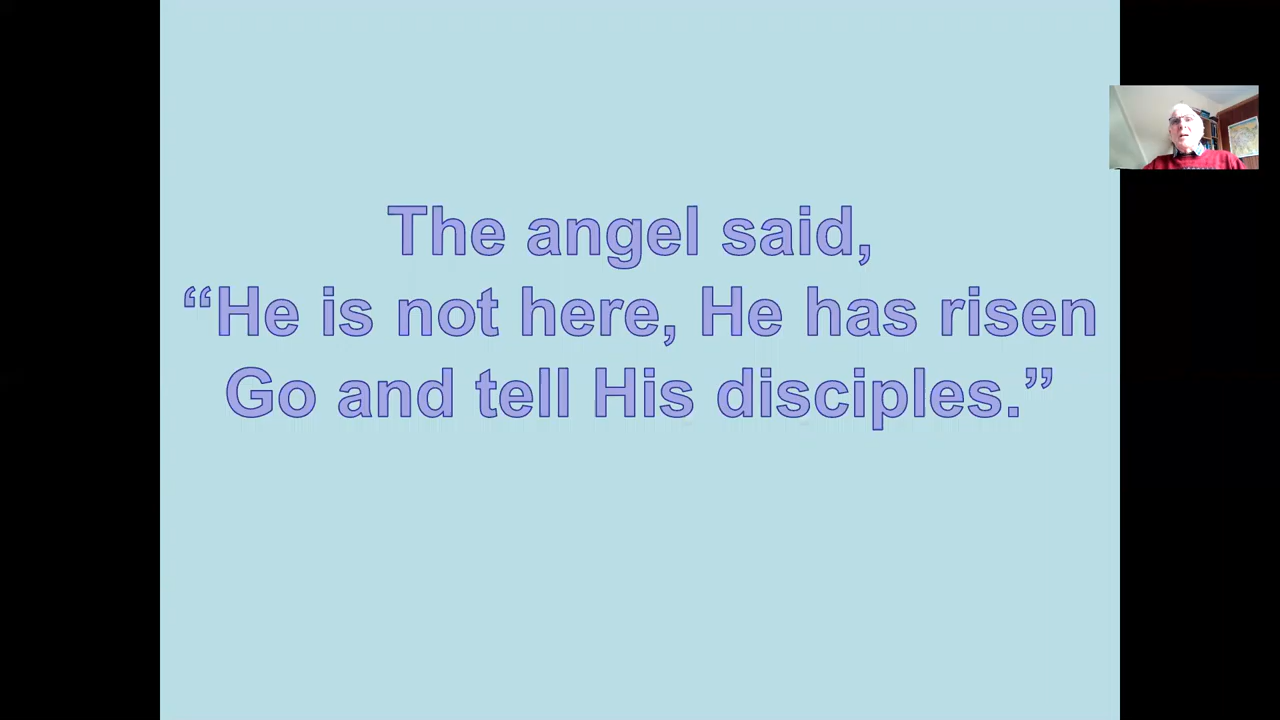 The angel said,
“He is not here, He has risen
Go and tell His disciples.”